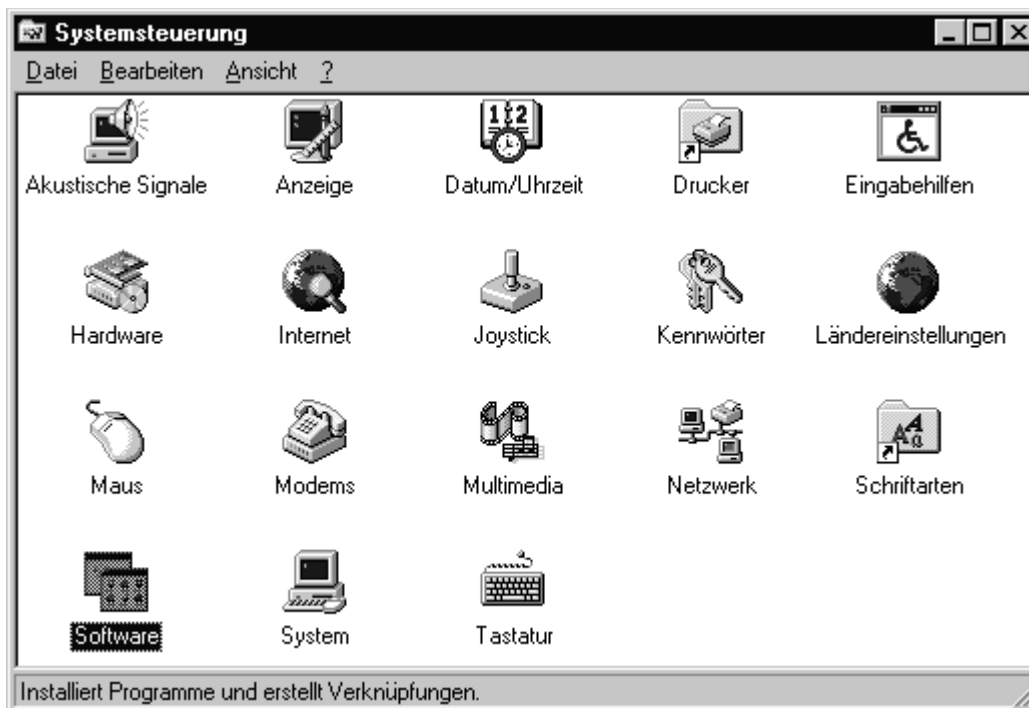 Systemsteuerung
Datei Bearbeiten Ansicht ?
Akustische Signale Anzeige Datum/Uhrzeit Drucker Eingabehilfen
Hardware Internet Joystick Kennwörter Ländereinstellungen
Maus Modems Multimedia Netzwerk Schriftarten
Software System Tastatur
Installiert Programme und erstellt Verknüpfungen.